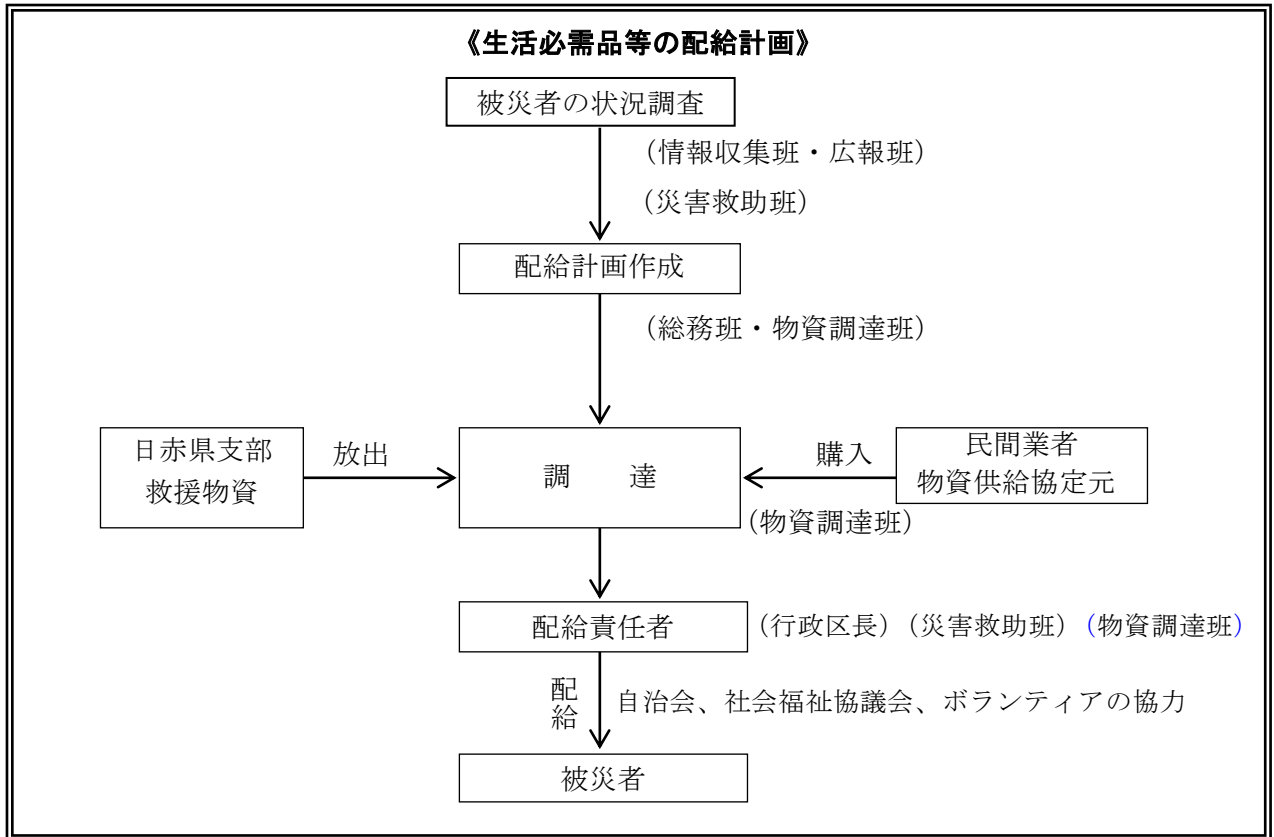 《生活必需品等の配給計画》
被災者の状況調査
(情報収集班・広報班)
(災害救助班)
配給計画作成
(総務班・物資調達班)
日赤県支部
救援物資
放出
調　　達
購入
民間業者
物資供給協定元
(物資調達班)
配給責任者
(行政区長)(災害救助班)(物資調達班)
配給
自治会、社会福祉協議会、ボランティアの協力
被災者